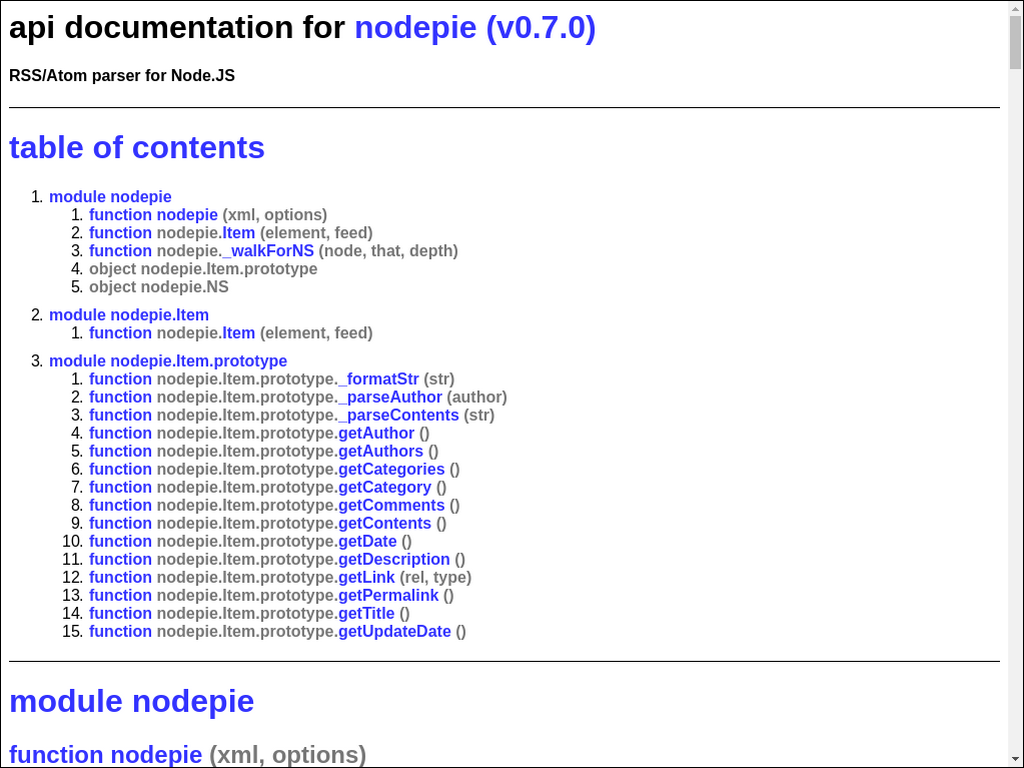 api documentation for nodepie (v0.7.0)
RSS/Atom parser for Node.JS
table of contents
1. module nodepie
1. function nodepie (xml, options)
2. function nodepie.Item (element, feed)
3. function nodepie._walkForNS (node, that, depth)
4. object nodepie.Item.prototype
5. object nodepie.NS
2. module nodepie.Item
1. function nodepie.Item (element, feed)
3. module nodepie.Item.prototype
1. function nodepie.Item.prototype._formatStr (str)
2. function nodepie.Item.prototype._parseAuthor (author)
3. function nodepie.Item.prototype._parseContents (str)
4. function nodepie.Item.prototype.getAuthor ()
5. function nodepie.Item.prototype.getAuthors ()
6. function nodepie.Item.prototype.getCategories ()
7. function nodepie.Item.prototype.getCategory ()
8. function nodepie.Item.prototype.getComments ()
9. function nodepie.Item.prototype.getContents ()
10. function nodepie.Item.prototype.getDate ()
11. function nodepie.Item.prototype.getDescription ()
12. function nodepie.Item.prototype.getLink (rel, type)
13. function nodepie.Item.prototype.getPermalink ()
14. function nodepie.Item.prototype.getTitle ()
15. function nodepie.Item.prototype.getUpdateDate ()
module nodepie
function nodepie (xml, options)